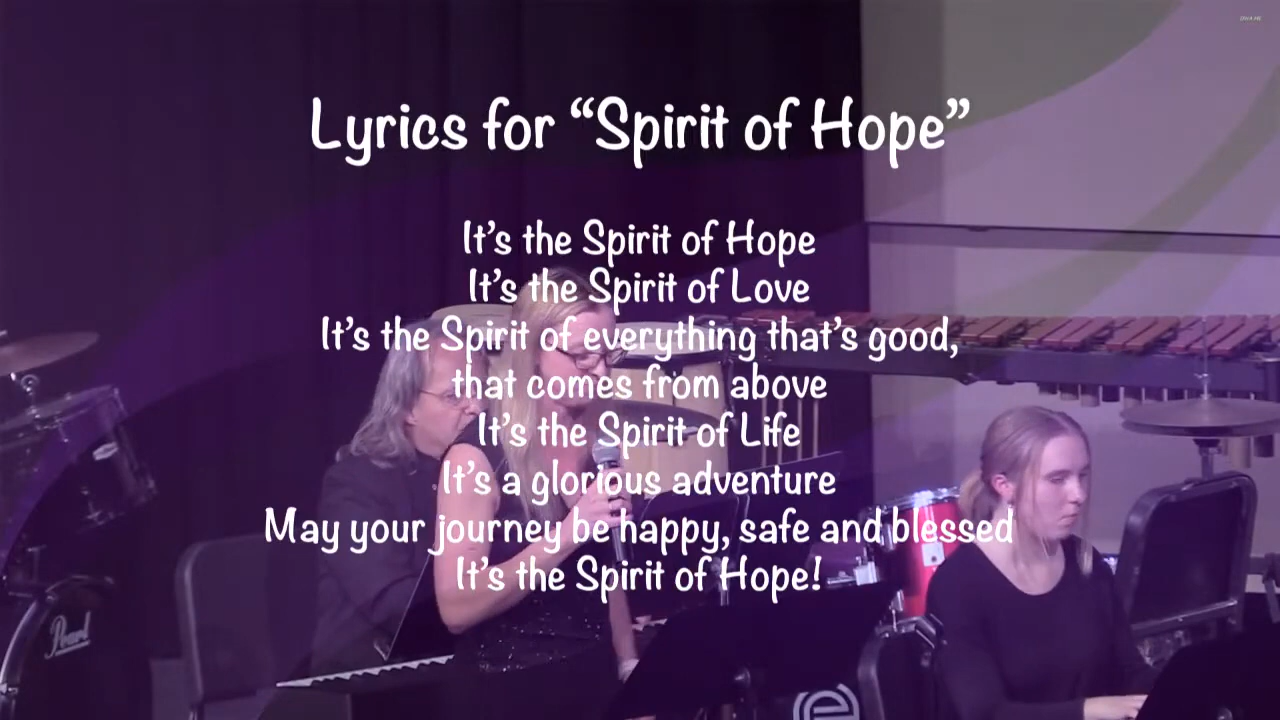 Lyrics for “Spirit of Hope”
It’s the Spirit of Hope
It’s the Spirit of Love
It’s the Spirit of everything that’s good,
that comes from above
It’s the Spirit of Life
It’s a glorious adventure
May your journey be happy, safe and blessed
It’s the Spirit of Hope!
Pearl